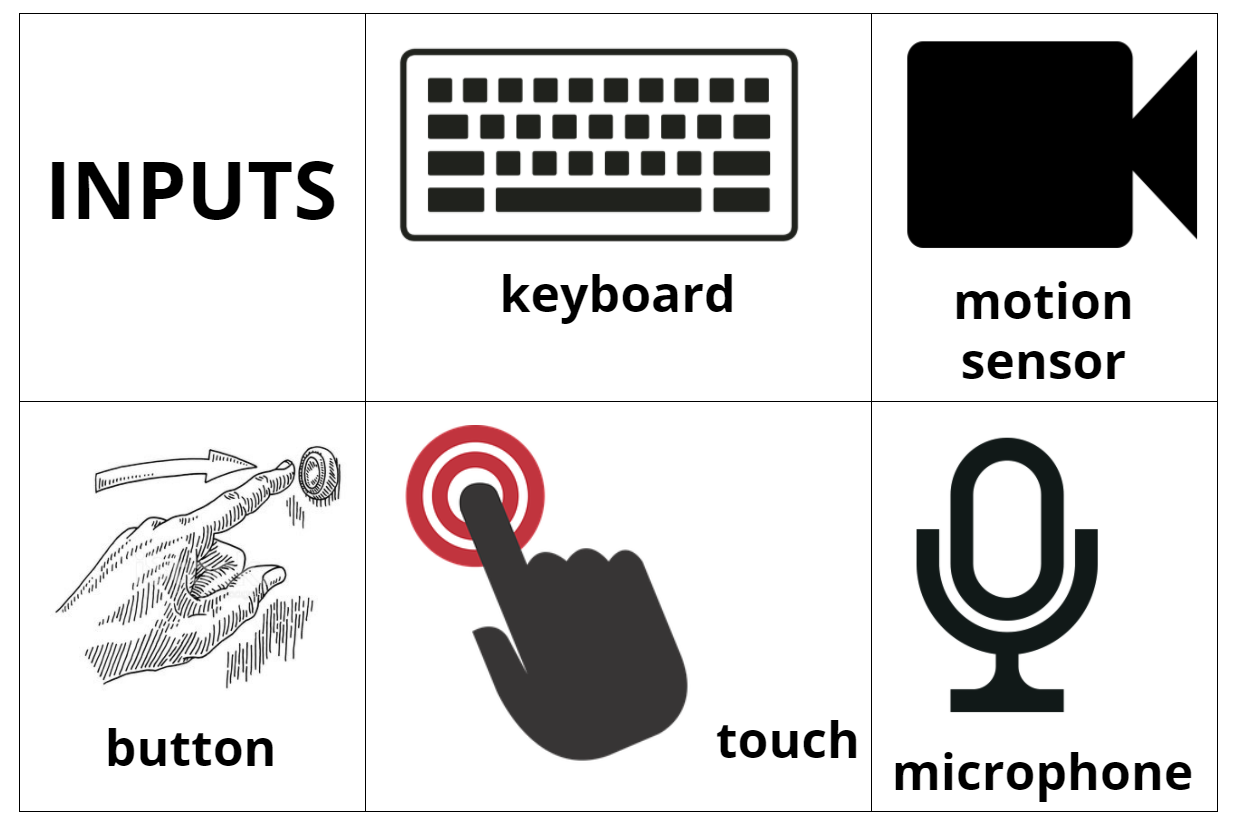 INPUTS
keyboard
motion
sensor
button
touch
microphone